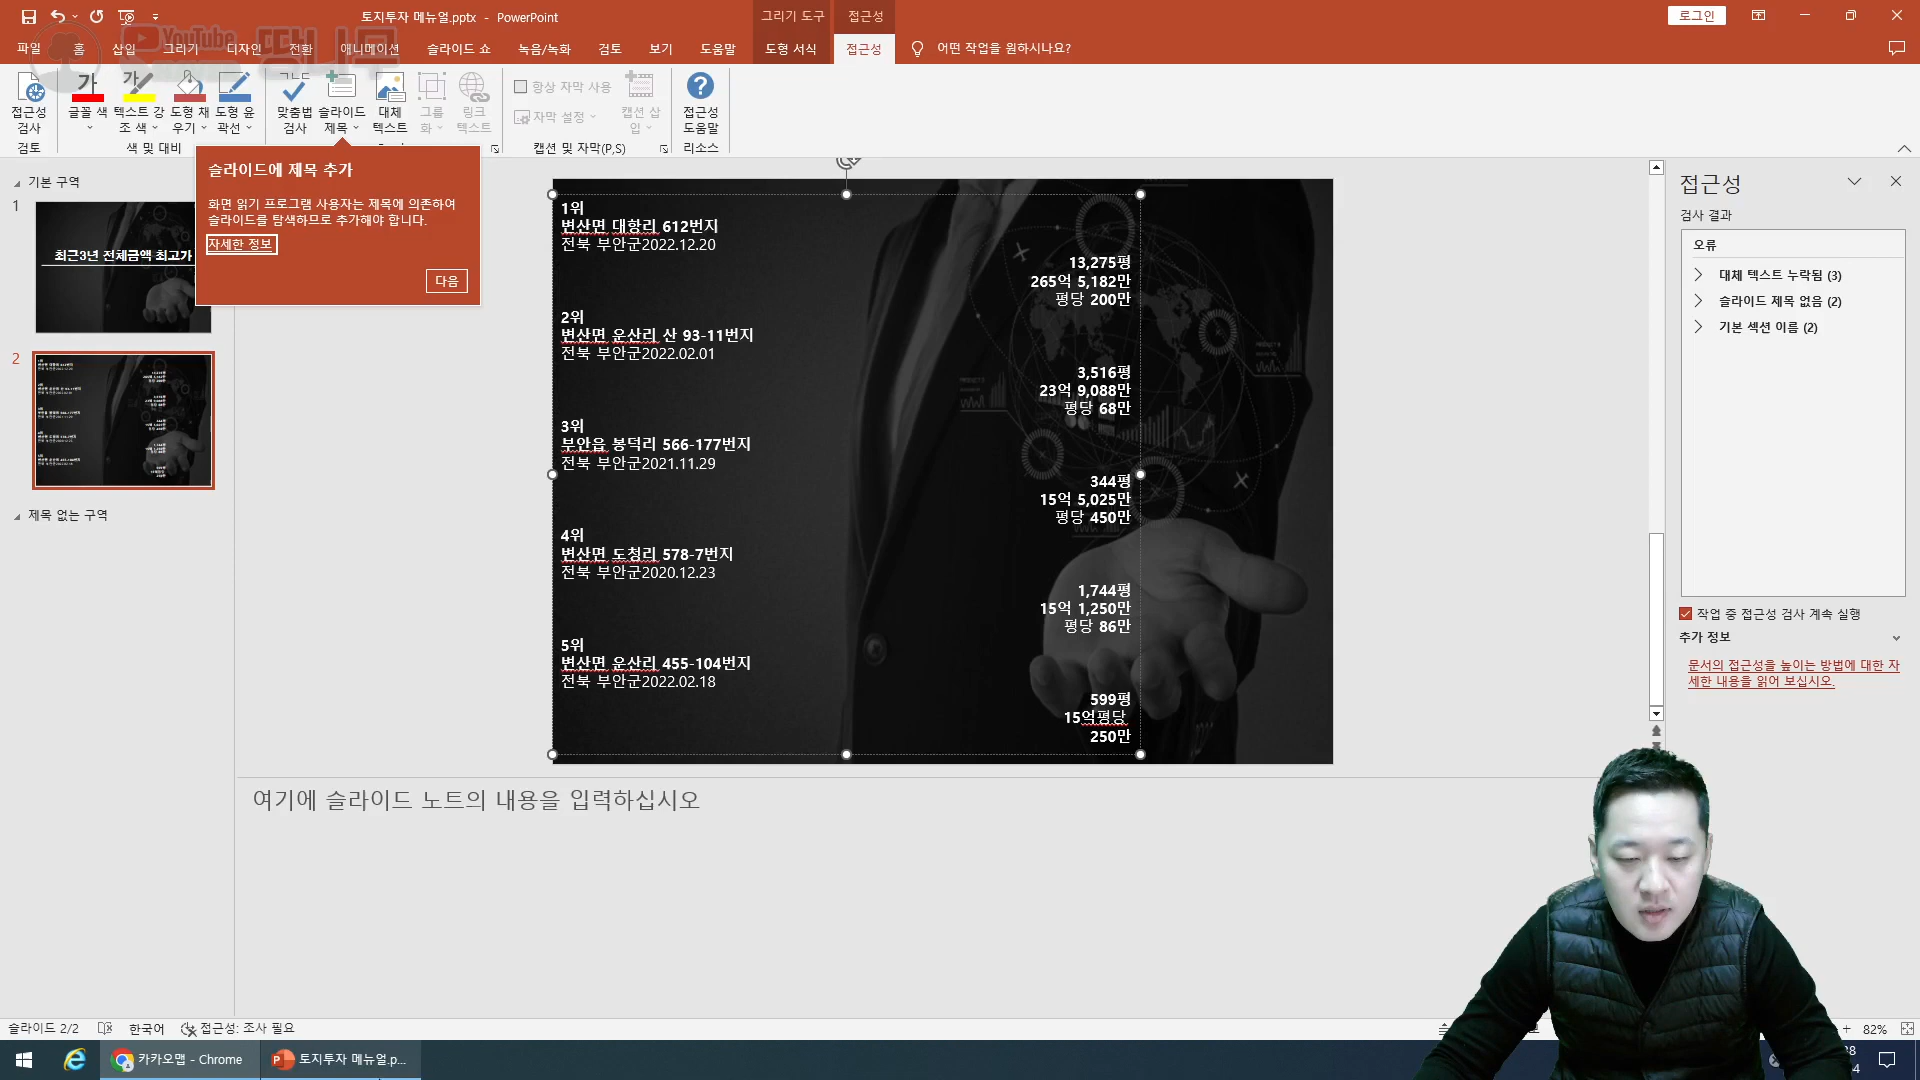 토지투자 메뉴얼.pptx - PowerPoint
그리기 도구
접근성
로그인
YouTube
파일
홈
삽입
그리기
디자인
전환
애니메이션
슬라이드 쇼
녹음/녹화
검토
보기
도움말
도형 서식
접근성
어떤 작업을 원하시나요?
접근성
검사
글꼴 색
텍스트 강
조 색
도형 채
우기
도형 윤
곽선
맞춤법
검사
슬라이드
제목
대체
텍스트
그룹
화
링크
텍스트
항상 자막 사용
자막 설정
캡션 삽
입
접근성
도움말
검토
색 및 대비
캡션 및 자막(P,S)
리소스
슬라이드에 제목 추가
화면 읽기 프로그램 사용자는 제목에 의존하여
슬라이드를 탐색하므로 추가해야 합니다.
자세한 정보
다음
기본 구역
1
최근3년 전체금액 최고가
2
제목 없는 구역
1위
변산면 대항리 612번지
전북 부안군2022.12.20
13,275평
265억 5,182만
평당 200만
2위
변산면 운산리 산 93-11번지
전북 부안군2022.02.01
3,516평
23억 9,088만
평당 68만
3위
부안읍 봉덕리 566-177번지
전북 부안군2021.11.29
344평
15억 5,025만
평당 450만
4위
변산면 도청리 578-7번지
전북 부안군2020.12.23
1,744평
15억 1,250만
평당 86만
5위
변산면 운산리 455-104번지
전북 부안군2022.02.18
599평
15억평당
250만
접근성
검사 결과
오류
대체 텍스트 누락됨 (3)
슬라이드 제목 없음 (2)
기본 섹션 이름 (2)
작업 중 접근성 검사 계속 실행
추가 정보
문서의 접근성을 높이는 방법에 대한 자
세한 내용을 읽어 보십시오.
여기에 슬라이드 노트의 내용을 입력하십시오
슬라이드 2/2
한국어
접근성: 조사 필요
82%
카카오맵 - Chrome
토지투자 메뉴얼.p...